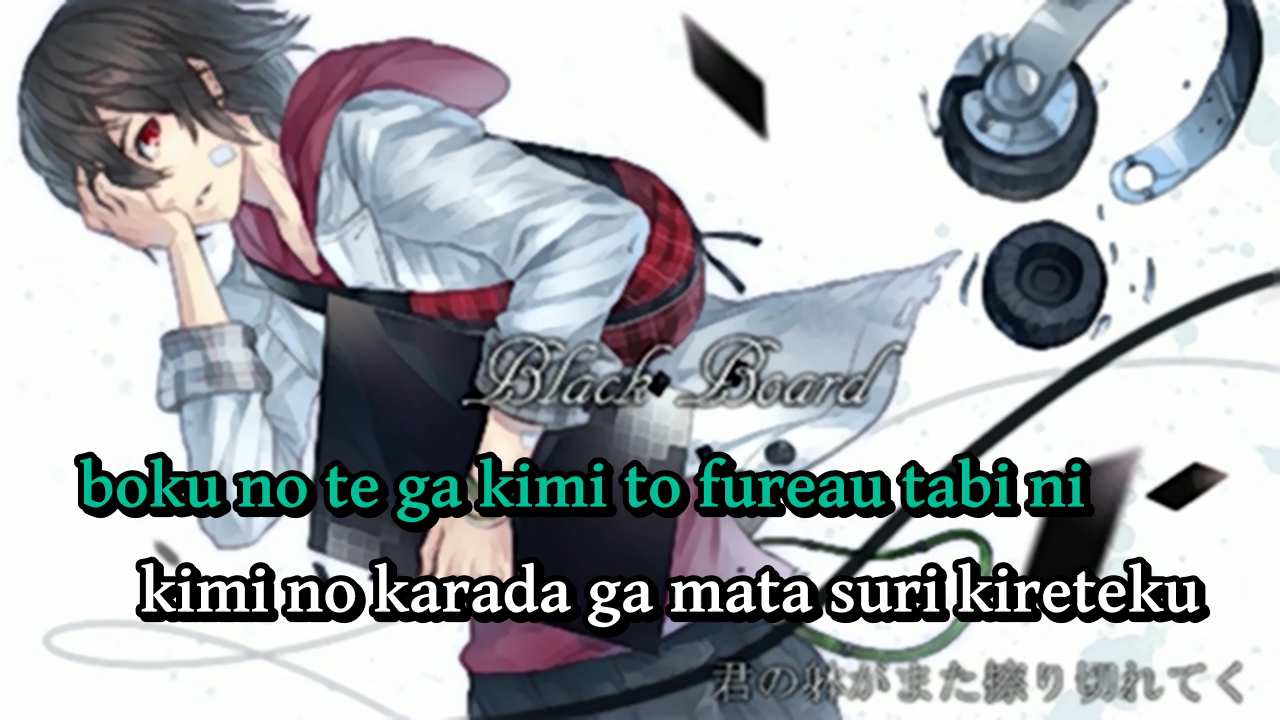 Black Board
boku no te ga kimi to fureau tabi ni
kimi no karada ga mata suri kireteku
君の躰がまた擦り切れてく